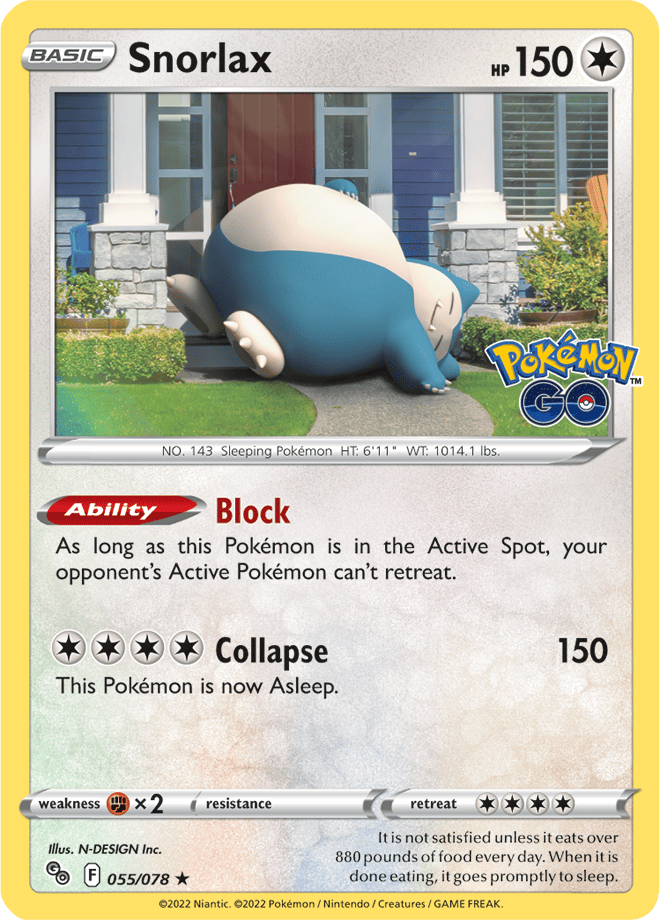 BASIC Snorlax HP 150
POKéMON
GO TM
NO. 143 Sleeping Pokémon HT: 6'11" WT: 1014.1 lbs.
Ability Block
As long as this Pokémon is in the Active Spot, your
opponent's Active Pokémon can't retreat.
Collapse 150
This Pokémon is now Asleep.
weakness ×2 resistance retreat
Illus. N-DESIGN Inc.
It is not satisfied unless it eats over
880 pounds of food every day. When it is
done eating, it goes promptly to sleep.
GO F 055/078 ★
©2022 Niantic. ©2022 Pokémon / Nintendo / Creatures / GAME FREAK.